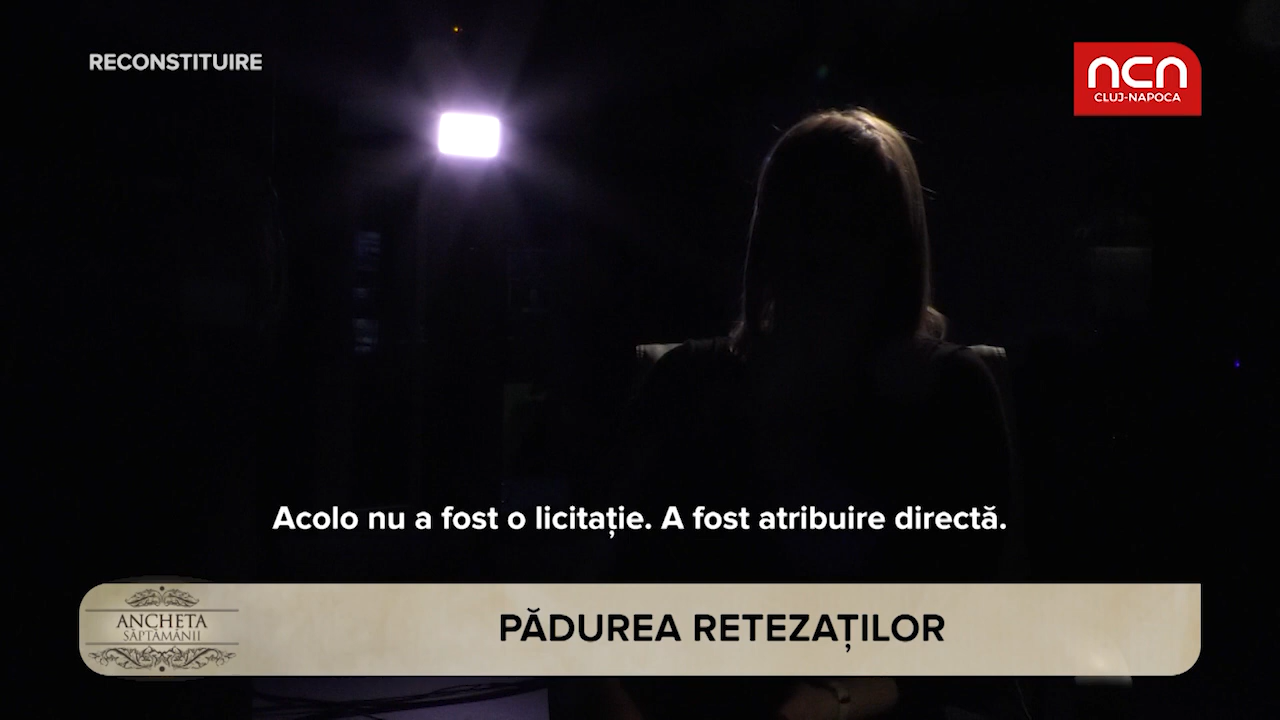 RECONSTITUIRE
ncn
CLUJ-NAPOCA
Acolo nu a fost o licitație. A fost atribuire directă.
ANCHETA
SĂPTĂMÂNII
PĂDUREA RETEZAȚILOR